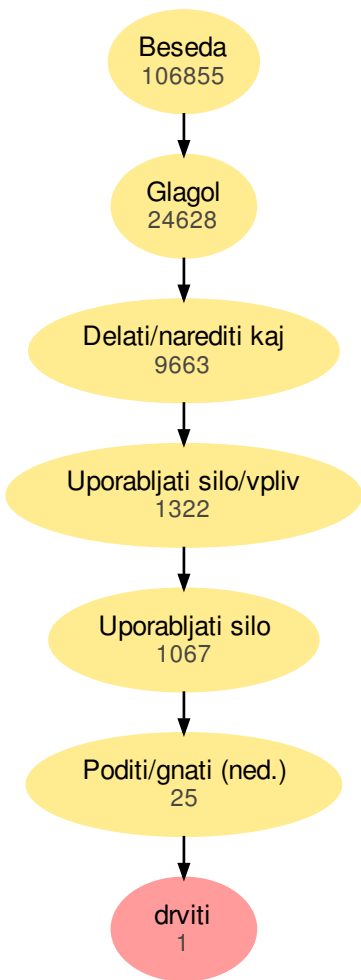 Beseda
106855
Glagol
24628
Delati/narediti kaj
9663
Uporabljati silo/vpliv
1322
Uporabljati silo
1067
Poditi/gnati (ned.)
25
drviti
1